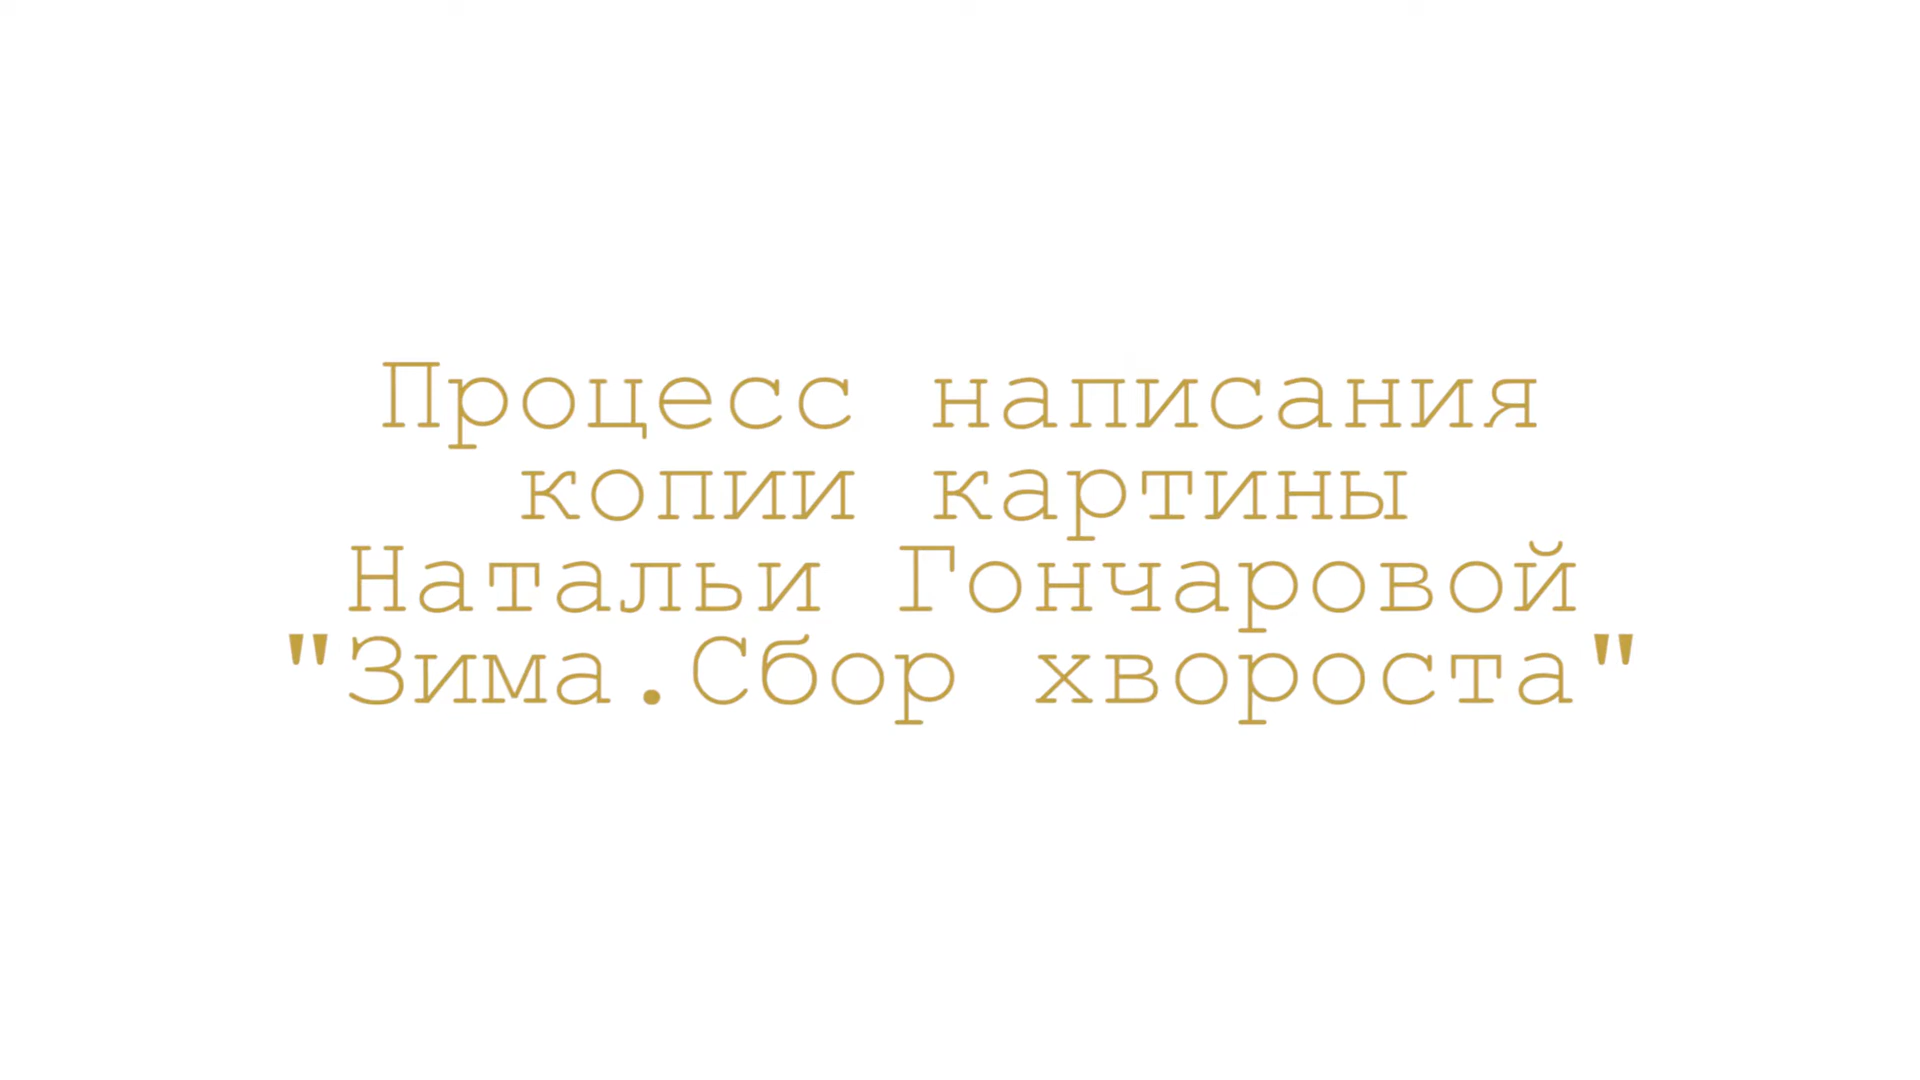 Процесс написания
копии картины
Натальи Гончаровой
"Зима.Сбор хвороста"